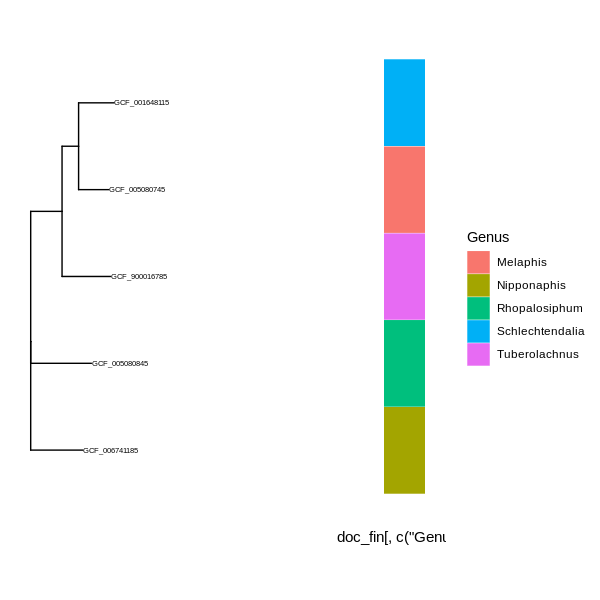 GCF_001648115
GCF_005080745
GCF_900016785
GCF_005080845
GCF_006741185
Genus
Melaphis
Nipponaphis
Rhopalosiphum
Schlechtendalia
Tuberolachnus
doc_fin[, c("Genu